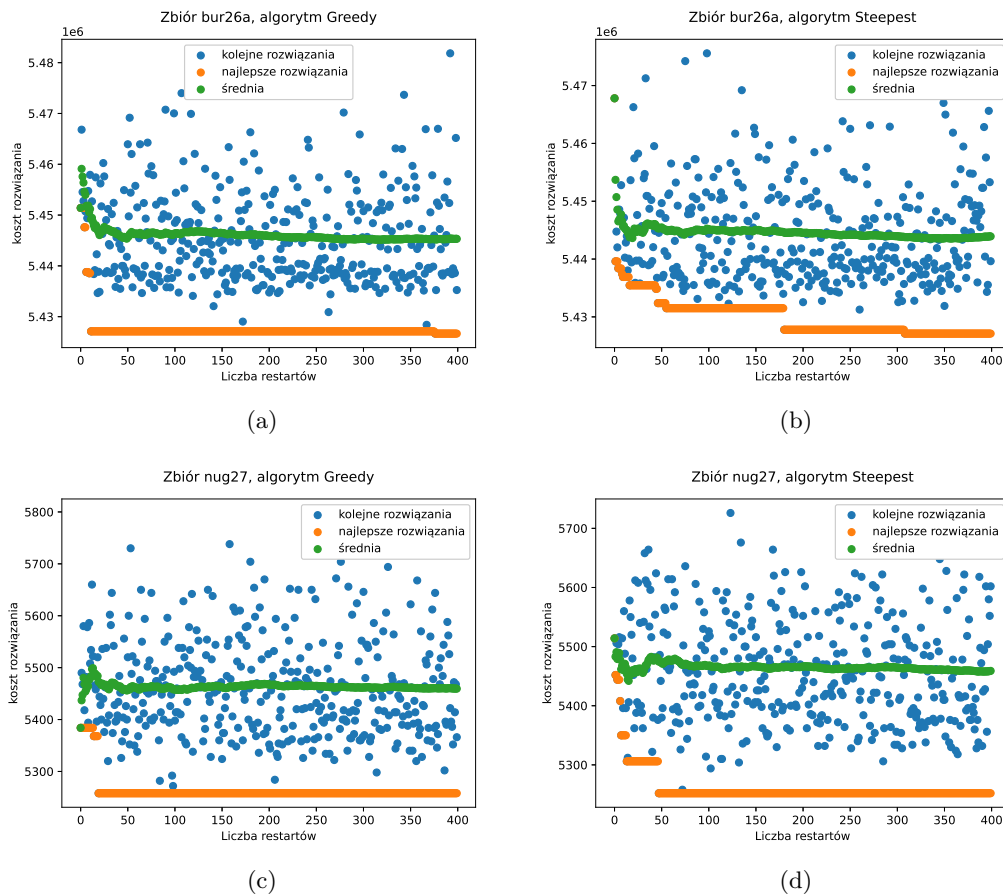 Zbiór bur26a, algorytm Greedy
1e6
5.48
5.47
5.46
5.45
5.44
5.43
koszt rozwiązania
kolejne rozwiązania
najlepsze rozwiązania
średnia
0 50 100 150 200 250 300 350 400
Liczba restartów
(a)
Zbiór bur26a, algorytm Steepest
1e6
5.47
5.46
5.45
5.44
5.43
koszt rozwiązania
kolejne rozwiązania
najlepsze rozwiązania
średnia
0 50 100 150 200 250 300 350 400
Liczba restartów
(b)
Zbiór nug27, algorytm Greedy
5800
5700
5600
5500
5400
5300
koszt rozwiązania
kolejne rozwiązania
najlepsze rozwiązania
średnia
0 50 100 150 200 250 300 350 400
Liczba restartów
(c)
Zbiór nug27, algorytm Steepest
5700
5600
5500
5400
5300
koszt rozwiązania
kolejne rozwiązania
najlepsze rozwiązania
średnia
0 50 100 150 200 250 300 350 400
Liczba restartów
(d)